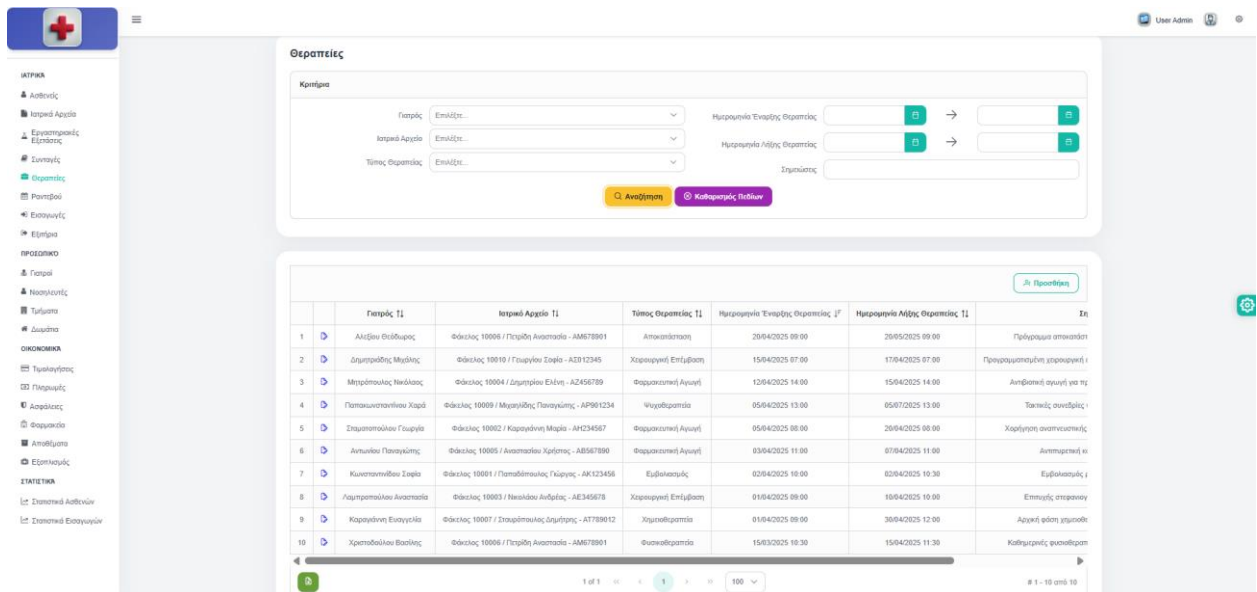 User Admin
ΙΑΤΡΙΚΆ
Ασθενείς
Ιατρικά Αρχεία
Εργαστηριακές
Εξετάσεις
Συνταγές
Θεραπείες
Ραντεβού
Εισαγωγές
Εξιτήρια
ΠΡΟΣΩΠΙΚΌ
Γιατροί
Νοσηλευτές
Τμήματα
Δωμάτια
ΟΙΚΟΝΟΜΙΚΆ
Τιμολογήσεις
Πληρωμές
Ασφάλειες
Φαρμακεία
Αποθέματα
Εξοπλισμός
ΣΤΑΤΙΣΤΙΚΆ
Στατιστικά Ασθενών
Στατιστικά Εισαγωγών
Θεραπείες
Κριτήρια
Γιατρός Επιλέξτε... Ημερομηνία Έναρξης Θεραπείας
Ιατρικό Αρχείο Επιλέξτε... Ημερομηνία Λήξης Θεραπείας
Τύπος Θεραπείας Επιλέξτε... Σημειώσεις
Αναζήτηση Καθαρισμός Πεδίων
Προσθήκη
Γιατρός Ιατρικό Αρχείο Τύπος Θεραπείας Ημερομηνία Έναρξης Θεραπείας Ημερομηνία Λήξης Θεραπείας Ση
1 Αλεξίου Θεόδωρος Φάκελος 10006 / Πετρίδη Αναστασία - ΑΜ678901 Αποκατάσταση 20/04/2025 09:00 20/05/2025 09:00 Πρόγραμμα αποκατάστ
2 Δημητριάδης Μιχάλης Φάκελος 10010 / Γεωργίου Σοφία - ΑΣ012345 Χειρουργική Επέμβαση 15/04/2025 07:00 17/04/2025 07:00 Προγραμματισμένη χειρουργική
3 Μητρόπουλος Νικόλαος Φάκελος 10004 / Δημητρίου Ελένη - ΑΖ456789 Φαρμακευτική Αγωγή 12/04/2025 14:00 15/04/2025 14:00 Αντιβιοτική αγωγή για πρ
4 Παπακωνσταντίνου Χαρά Φάκελος 10009 / Μιχαηλίδης Παναγιώτης - ΑΡ901234 Ψυχοθεραπεία 05/04/2025 13:00 05/07/2025 13:00 Τακτικές συνεδρίες
5 Σταματοπούλου Γεωργία Φάκελος 10002 / Καραγιάννη Μαρία - ΑΗ234567 Φαρμακευτική Αγωγή 05/04/2025 08:00 20/04/2025 08:00 Χορήγηση αναπνευστικής
6 Αντωνίου Παναγιώτης Φάκελος 10005 / Αναστασίου Χρήστος - ΑΒ567890 Φαρμακευτική Αγωγή 03/04/2025 11:00 07/04/2025 11:00 Αντιπυρετική κα
7 Κωνσταντινίδου Σοφία Φάκελος 10001 / Παπαδόπουλος Γιώργος - ΑΚ123456 Εμβολιασμός 02/04/2025 10:00 02/04/2025 10:30 Εμβολιασμός
8 Λαμπροπούλου Αναστασία Φάκελος 10003 / Νικολάου Ανδρέας - ΑΕ345678 Χειρουργική Επέμβαση 01/04/2025 09:00 10/04/2025 10:00 Επιτυχής στεφανιογ
9 Καραγιάννη Ευαγγελία Φάκελος 10007 / Σταυρόπουλος Δημήτρης - ΑΤ789012 Χημειοθεραπεία 01/04/2025 09:00 30/04/2025 12:00 Αρχική φάση χημειοθε
10 Χριστοδούλου Βασίλης Φάκελος 10006 / Πετρίδη Αναστασία - ΑΜ678901 Φυσικοθεραπεία 15/03/2025 10:30 15/04/2025 11:30 Καθημερινές φυσιοθεραπ
1 of 1 1 100 # 1 - 10 από 10